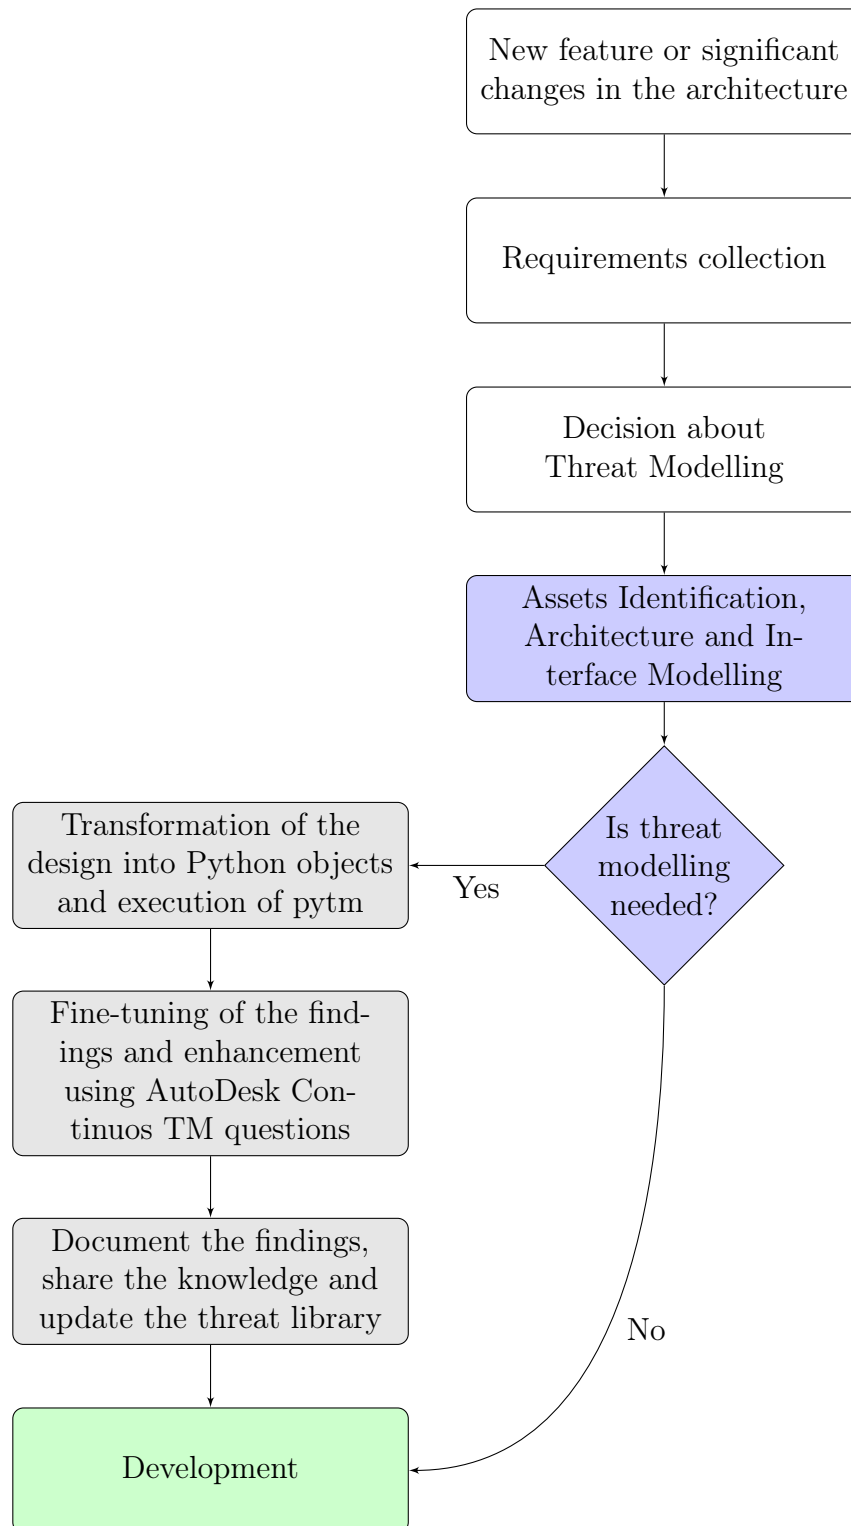 New feature or significant
changes in the architecture
Requirements collection
Decision about
Threat Modelling
Assets Identification,
Architecture and In-
terface Modelling
Is threat
modelling
needed?
Yes
Transformation of the
design into Python objects
and execution of pytm
Fine-tuning of the find-
ings and enhancement
using AutoDesk Con-
tinuos TM questions
Document the findings,
share the knowledge and
update the threat library
No
Development